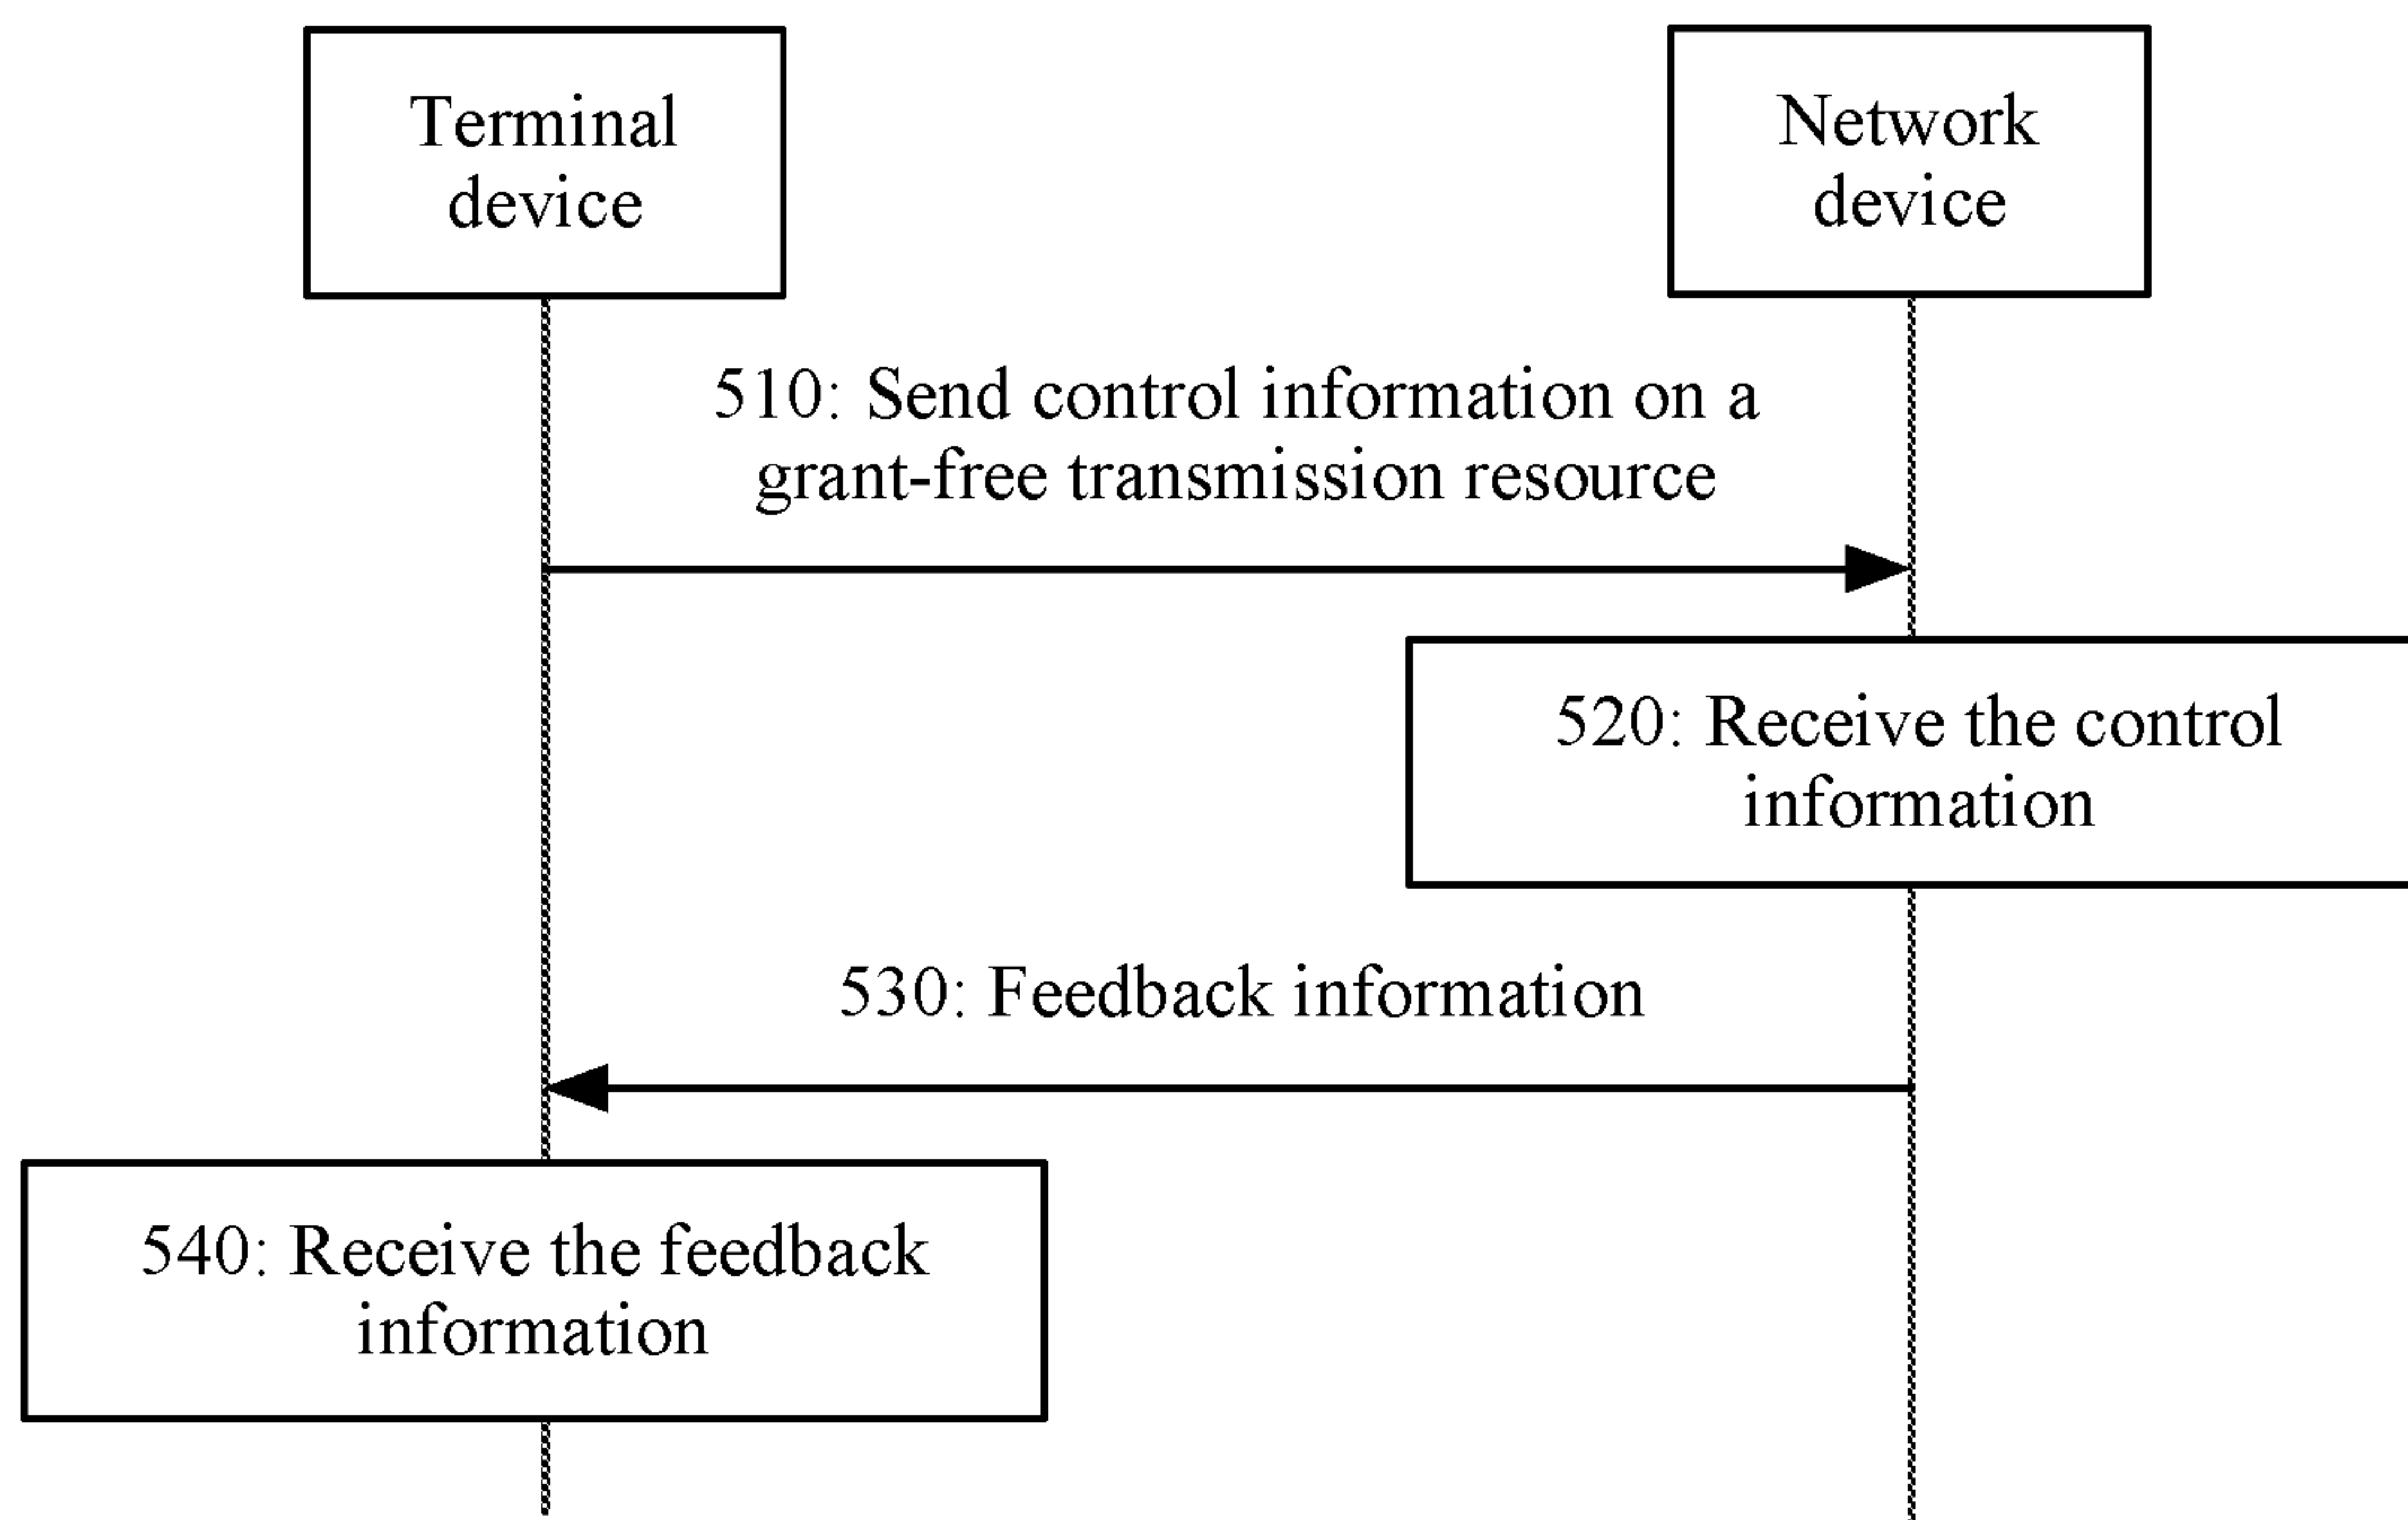 Terminal
device
Network
device
510: Send control information on a
grant-free transmission resource
520: Receive the control
information
530: Feedback information
540: Receive the feedback
information